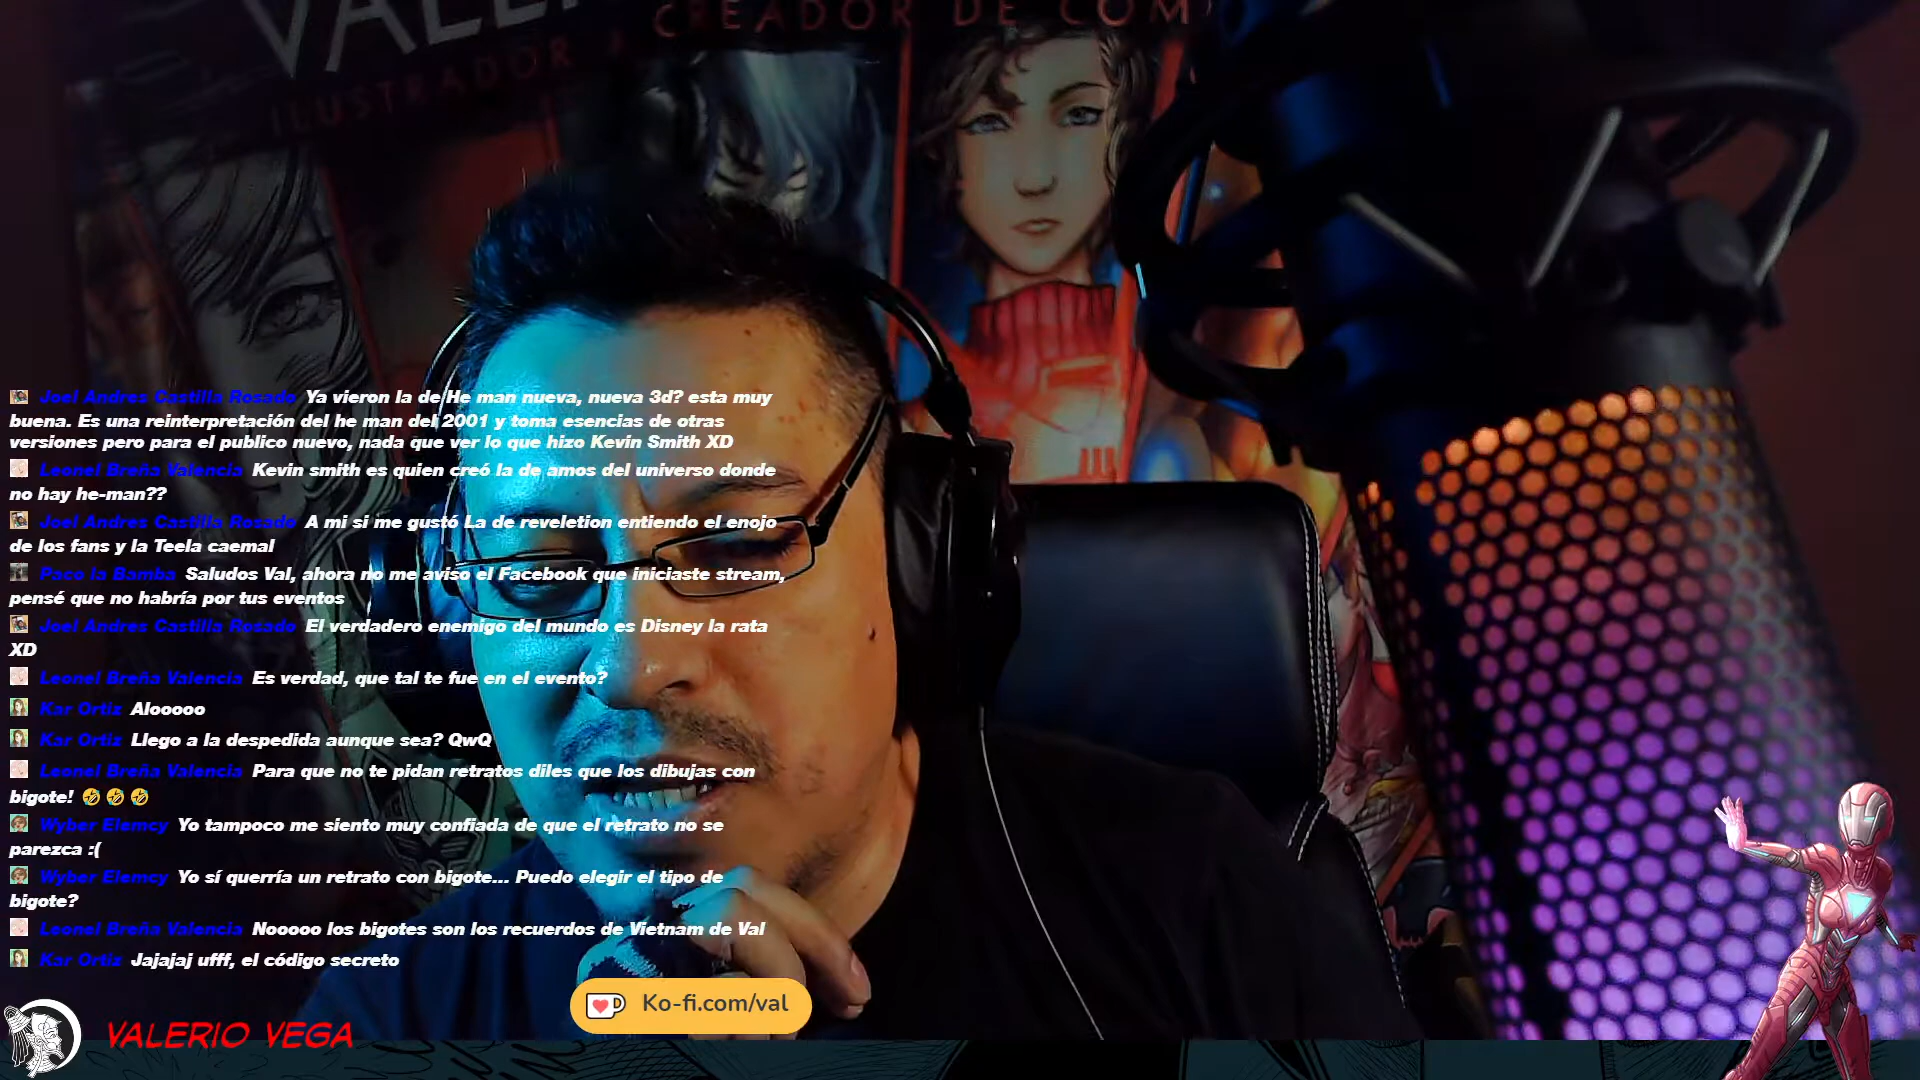 ILUSTRADOR Y CREADOR DE COM
Joel Andres Castilla Rosado Ya vieron la de He man nueva, nueva 3d? esta muy
buena. Es una reinterpretación del he man del 2001 y toma esencias de otras
versiones pero para el publico nuevo, nada que ver lo que hizo Kevin Smith XD
Leonel Breña Valencia Kevin smith es quien creó la de amos del universo donde
no hay he-man??
Joel Andres Castilla Rosado A mi si me gustó La de reveletion entiendo el enojo
de los fans y la Teela caemal
Paco la Bamba Saludos Val, ahora no me aviso el Facebook que iniciaste stream,
pensé que no habría por tus eventos
Joel Andres Castilla Rosado El verdadero enemigo del mundo es Disney la rata
XD
Leonel Breña Valencia Es verdad, que tal te fue en el evento?
Kar Ortiz Alooooo
Kar Ortiz Llego a la despedida aunque sea? QwQ
Leonel Breña Valencia Para que no te pidan retratos diles que los dibujas con
bigote! 🤣 🤣 🤣
Wyber Elemcy Yo tampoco me siento muy confiada de que el retrato no se
parezca :(
Wyber Elemcy Yo sí querría un retrato con bigote... Puedo elegir el tipo de
bigote?
Leonel Breña Valencia Nooooo los bigotes son los recuerdos de Vietnam de Val
Kar Ortiz Jajajaj ufff, el código secreto
Ko-fi.com/val
VALERIO VEGA